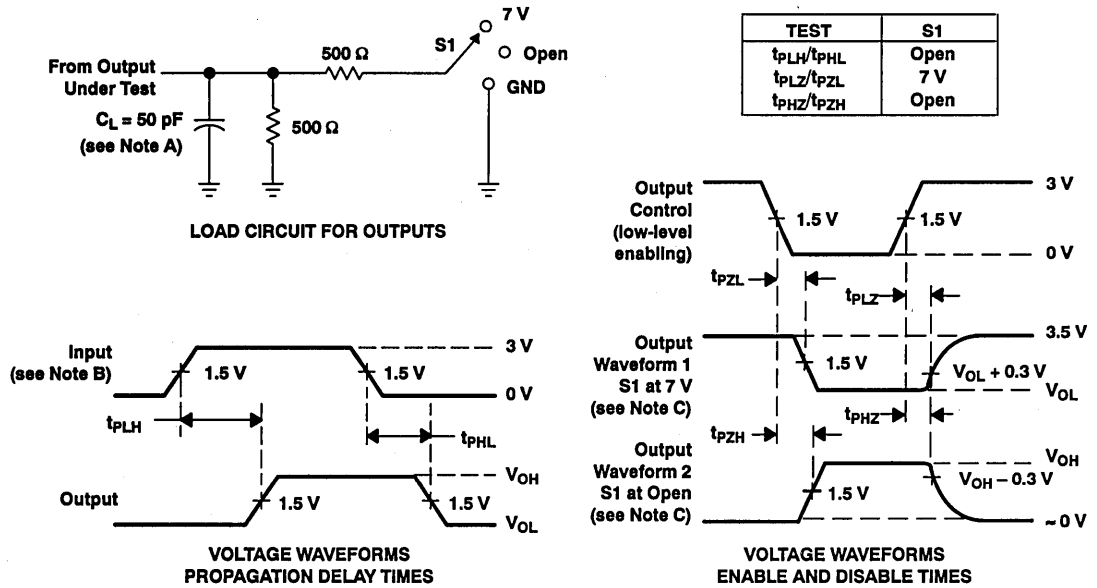 7 V
S1
Open
500 Ω
GND
From Output
Under Test
C_L = 50 pF
(see Note A)
500 Ω
LOAD CIRCUIT FOR OUTPUTS
TEST S1
t_PLH/t_PHL Open
t_PLZ/t_PZL 7 V
t_PHZ/t_PZH Open
Input
(see Note B)
3 V
1.5 V
1.5 V
0 V
t_PLH
t_PHL
Output
V_OH
1.5 V
1.5 V
V_OL
VOLTAGE WAVEFORMS
PROPAGATION DELAY TIMES
Output
Control
(low-level
enabling)
3 V
1.5 V
1.5 V
0 V
t_PZL
t_PLZ
Output
Waveform 1
S1 at 7 V
(see Note C)
3.5 V
1.5 V
V_OL + 0.3 V
V_OL
t_PHZ
t_PZH
Output
Waveform 2
S1 at Open
(see Note C)
V_OH
V_OH – 0.3 V
1.5 V
~ 0 V
VOLTAGE WAVEFORMS
ENABLE AND DISABLE TIMES